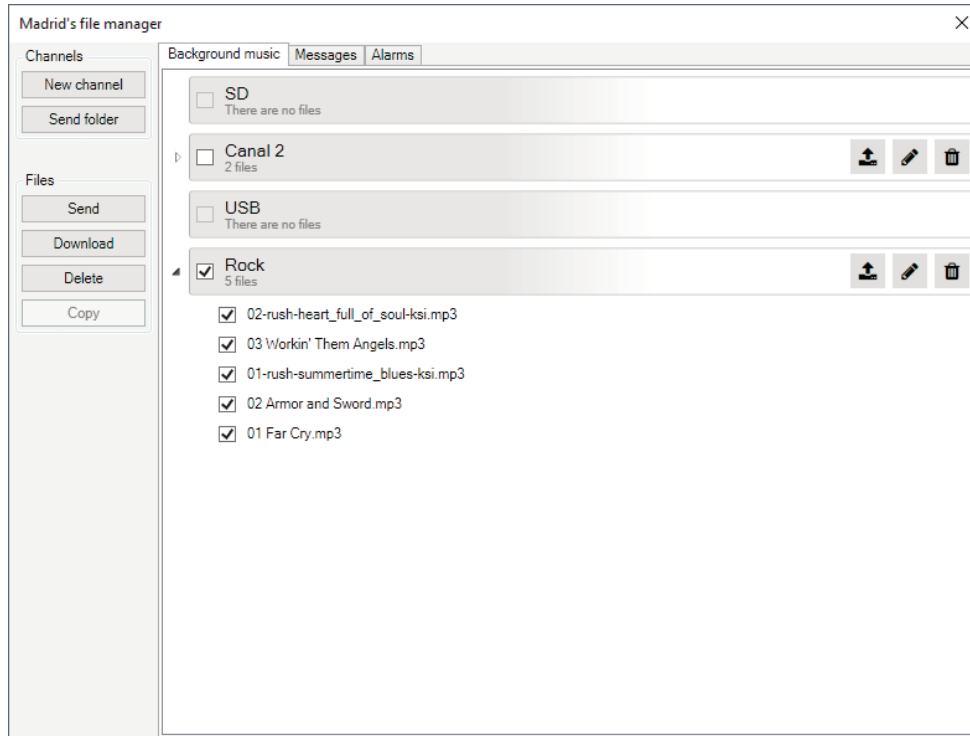 Madrid's file manager
Channels
New channel
Send folder
Files
Send
Download
Delete
Copy
Background music
Messages
Alarms
SD
There are no files
Canal 2
2 files
USB
There are no files
Rock
5 files
02-rush-heart_full_of_soul-ksi.mp3
03 Workin' Them Angels.mp3
01-rush-summertime_blues-ksi.mp3
02 Armor and Sword.mp3
01 Far Cry.mp3